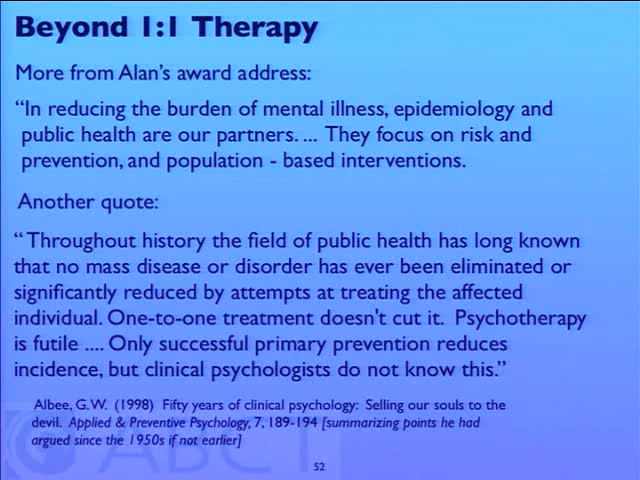 Beyond 1:1 Therapy
More from Alan's award address:
“In reducing the burden of mental illness, epidemiology and
public health are our partners. ... They focus on risk and
prevention, and population - based interventions.
Another quote:
“ Throughout history the field of public health has long known
that no mass disease or disorder has ever been eliminated or
significantly reduced by attempts at treating the affected
individual. One-to-one treatment doesn't cut it.  Psychotherapy
is futile .... Only successful primary prevention reduces
incidence, but clinical psychologists do not know this.”
Albee, G.W.  (1998)  Fifty years of clinical psychology:  Selling our souls to the
devil.  Applied & Preventive Psychology, 7, 189-194 [summarizing points he had
argued since the 1950s if not earlier]
ABCT
52